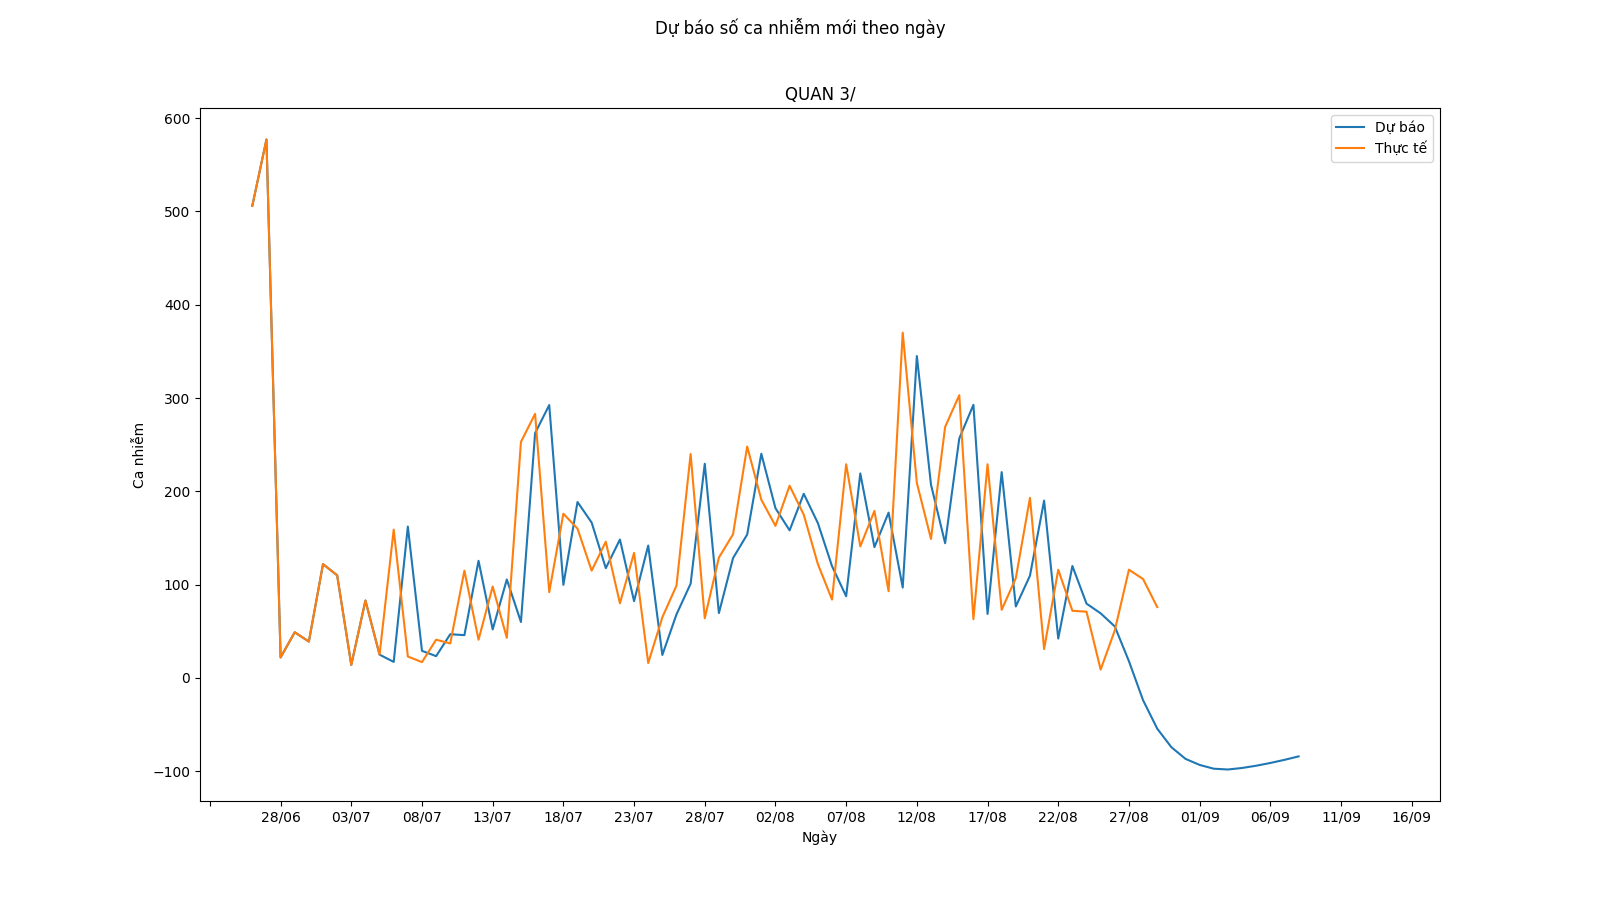 Dự báo số ca nhiễm mới theo ngày
QUAN 3/
Dự báo
Thực tế
600
500
400
300
200
100
0
−100
Ca nhiễm
28/06 03/07 08/07 13/07 18/07 23/07 28/07 02/08 07/08 12/08 17/08 22/08 27/08 01/09 06/09 11/09 16/09
Ngày